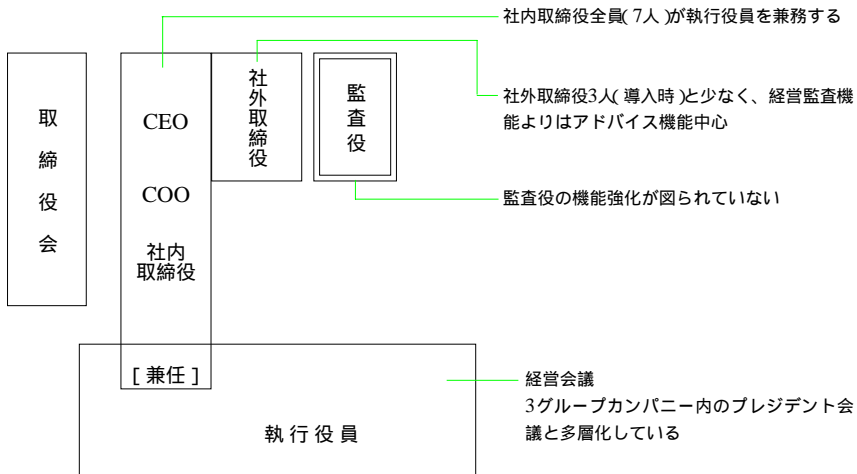 社内取締役全員(7人)が執行役員を兼務する
取締役会
CEO
COO
社内
取締役
社外取締役
監査役
社外取締役3人(導入時)と少なく、経営監査機
能よりはアドバイス機能中心
監査役の機能強化が図られていない
[兼任]
執行役員
経営会議
3グループカンパニー内のプレジデント会
議と多層化している